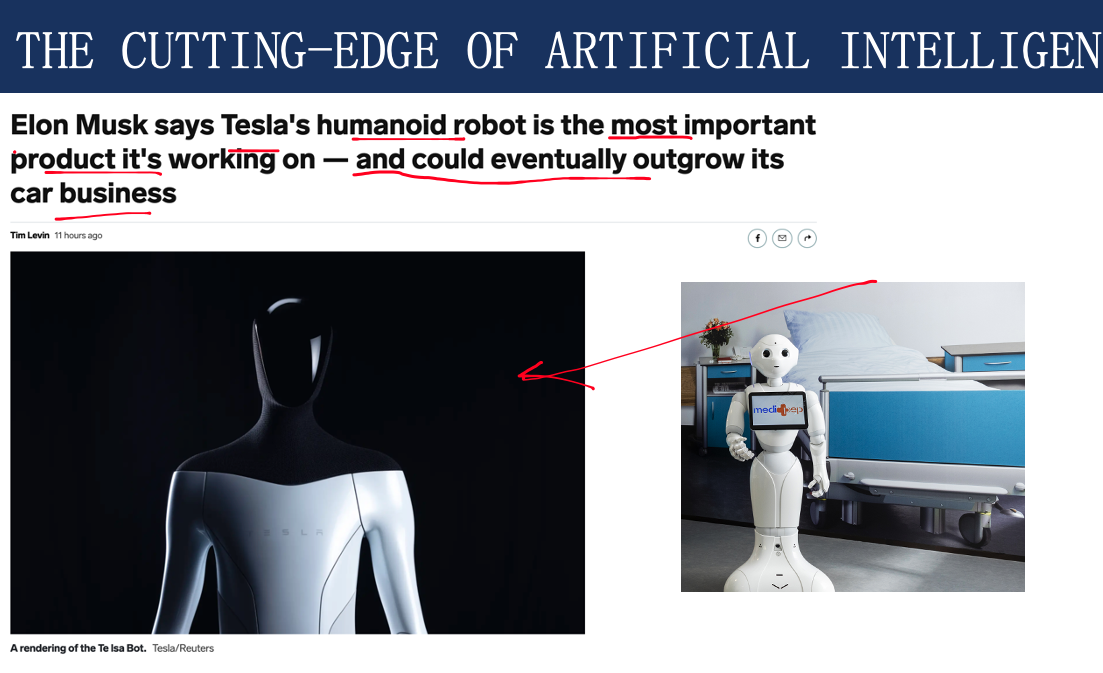 THE CUTTING-EDGE OF ARTIFICIAL INTELLIGEN
Elon Musk says Tesla's humanoid robot is the most important
product it's working on — and could eventually outgrow its
car business
Tim Levin 11 hours ago
TESLA
A rendering of the Te lsa Bot. Tesla/Reuters